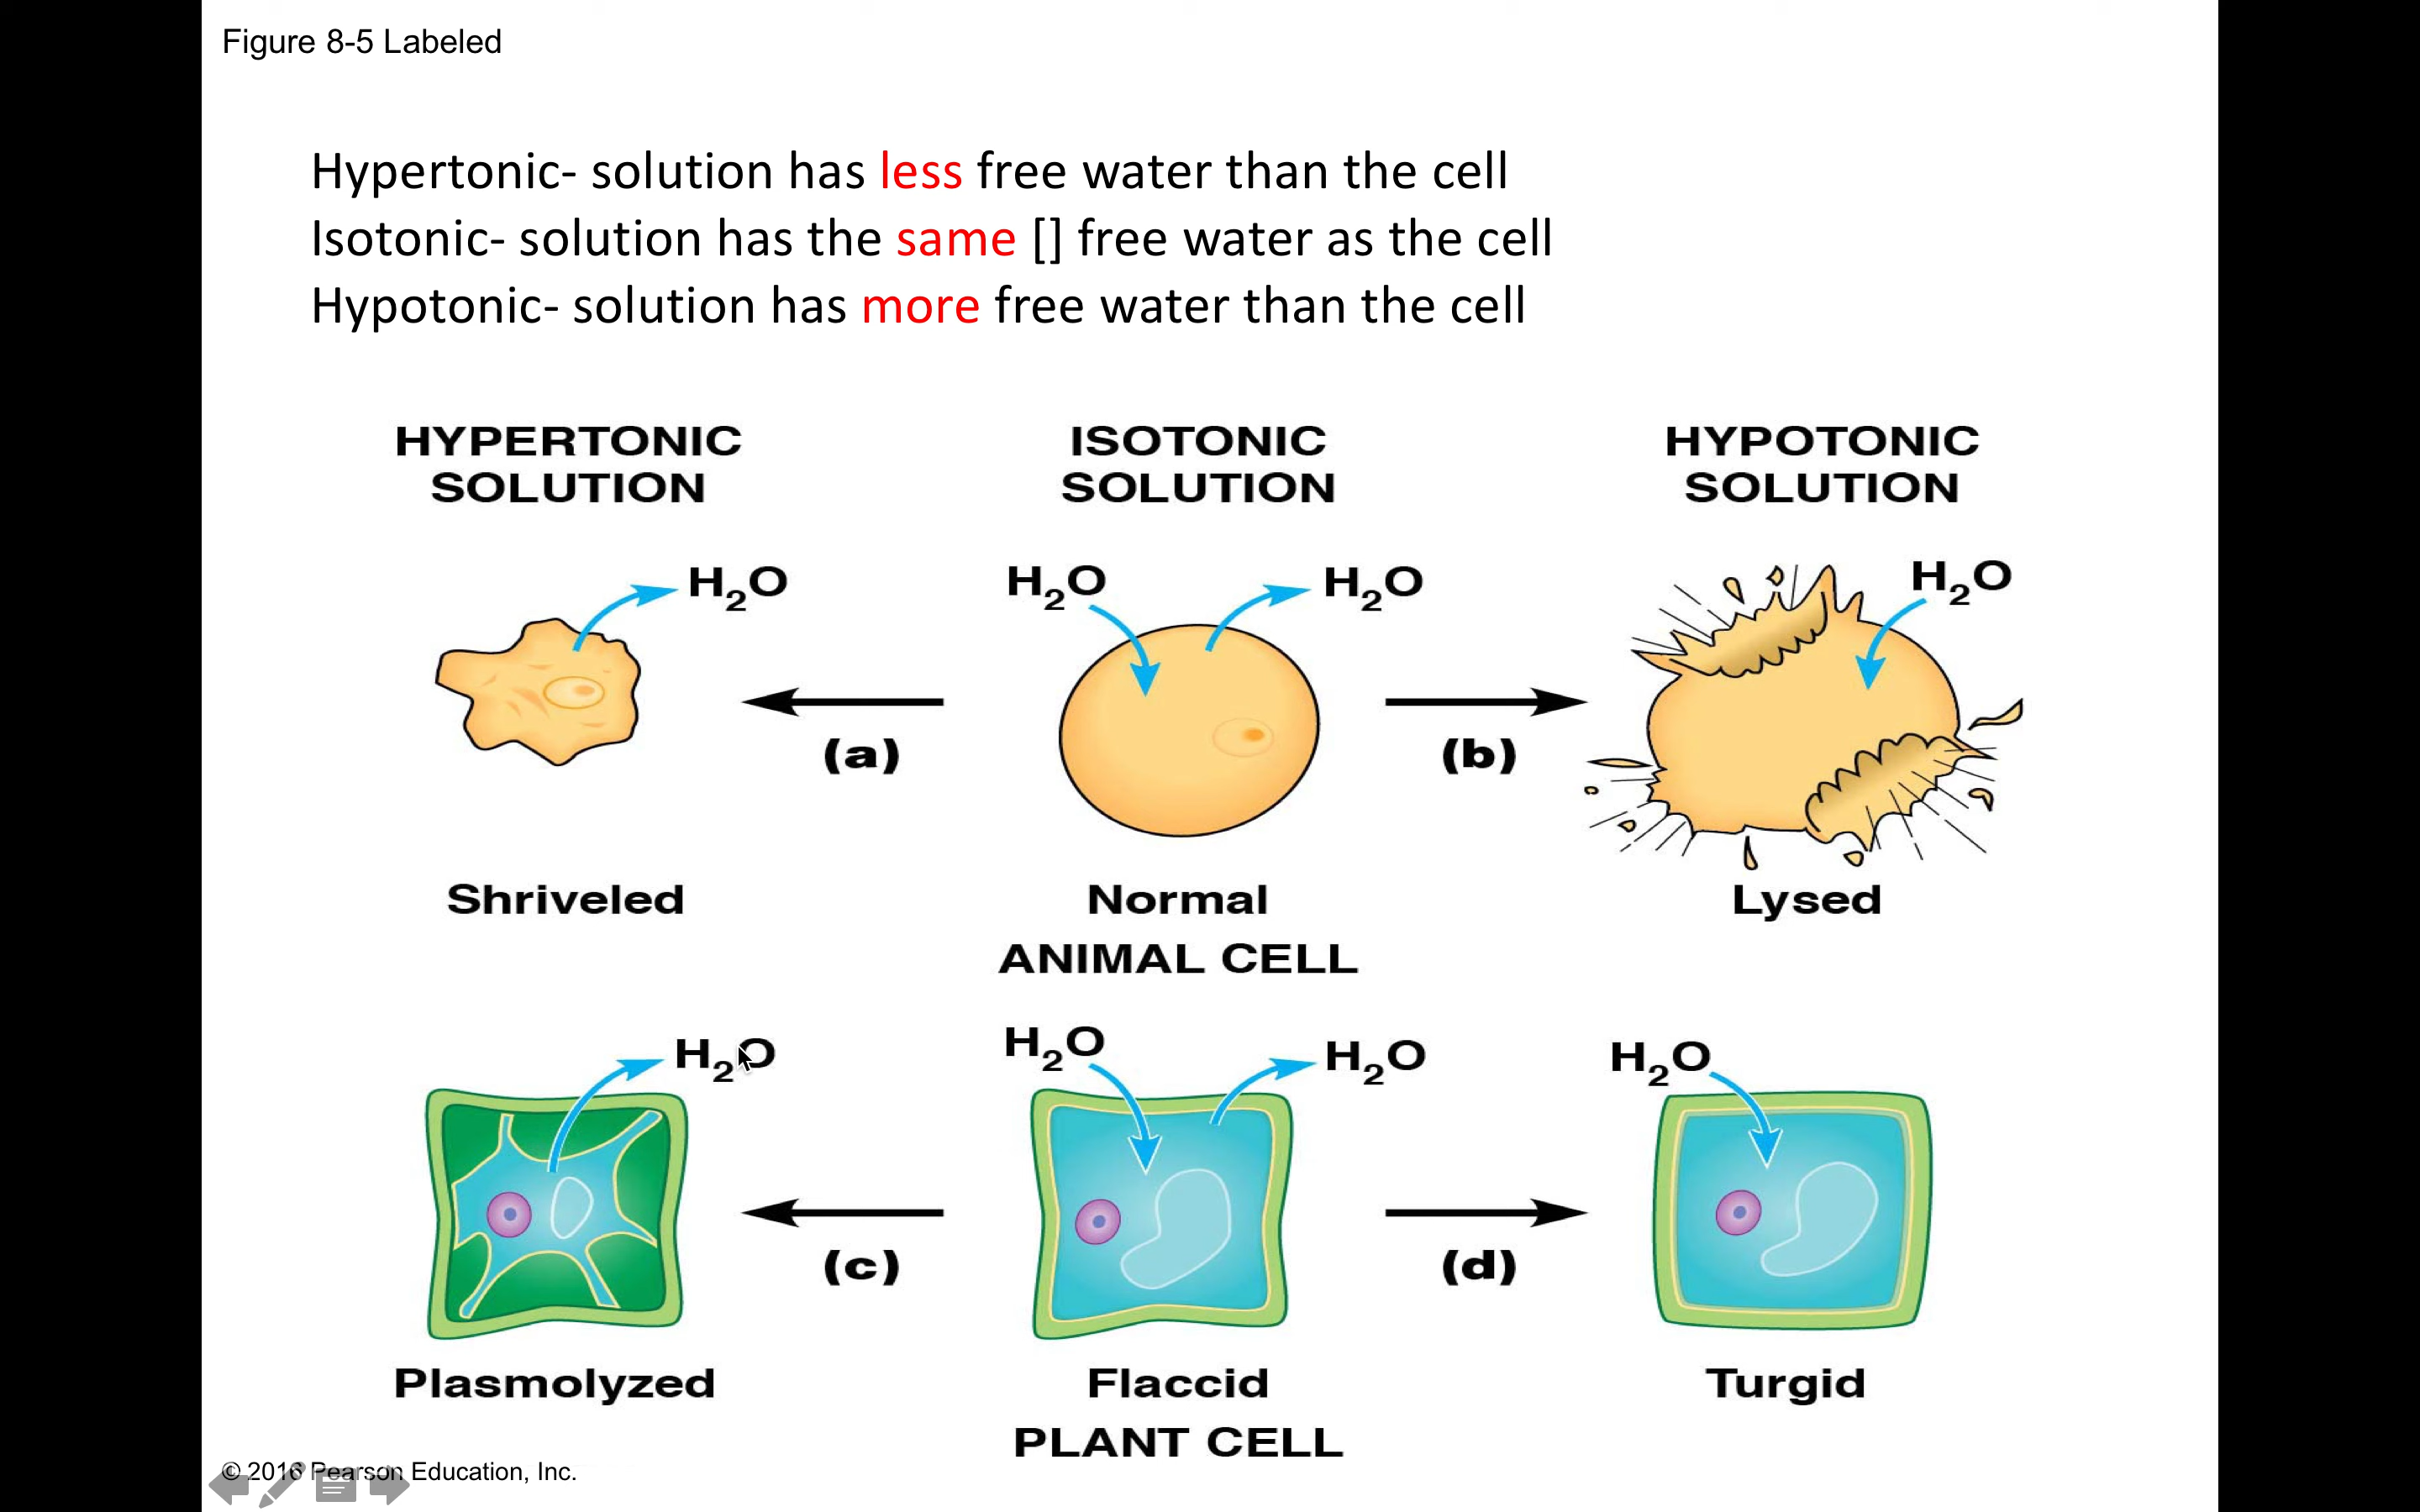 Figure 8-5 Labeled
Hypertonic- solution has less free water than the cell
Isotonic- solution has the same [] free water as the cell
Hypotonic- solution has more free water than the cell
HYPERTONIC
SOLUTION
ISOTONIC
SOLUTION
HYPOTONIC
SOLUTION
H₂O
H₂O
H₂O
H₂O
(a)
(b)
Shriveled
Normal
Lysed
ANIMAL CELL
H₂O
H₂O
H₂O
H₂O
(c)
(d)
Plasmolyzed
Flaccid
Turgid
PLANT CELL
© 2016 Pearson Education, Inc.